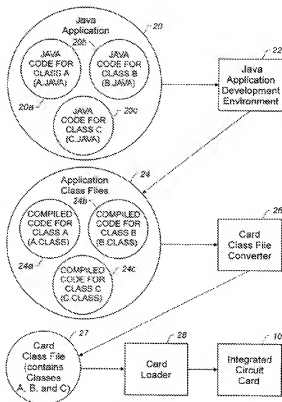 Java
Application
20
20b
JAVA
CODE FOR
CLASS A
(A.JAVA)
JAVA
CODE FOR
CLASS B
(B.JAVA)
20a
20c
JAVA
CODE FOR
CLASS C
(C.JAVA)
22
Java
Application
Development
Environment
24
Application
Class Files
24b
COMPILED
CODE FOR
CLASS A
(A.CLASS)
COMPILED
CODE FOR
CLASS B
(B.CLASS)
24a
24c
COMPILED
CODE FOR
CLASS C
(C.CLASS)
26
Card
Class File
Converter
27
Card
Class File
(contains
Classes
A, B, and C)
28
Card
Loader
10
Integrated
Circuit
Card